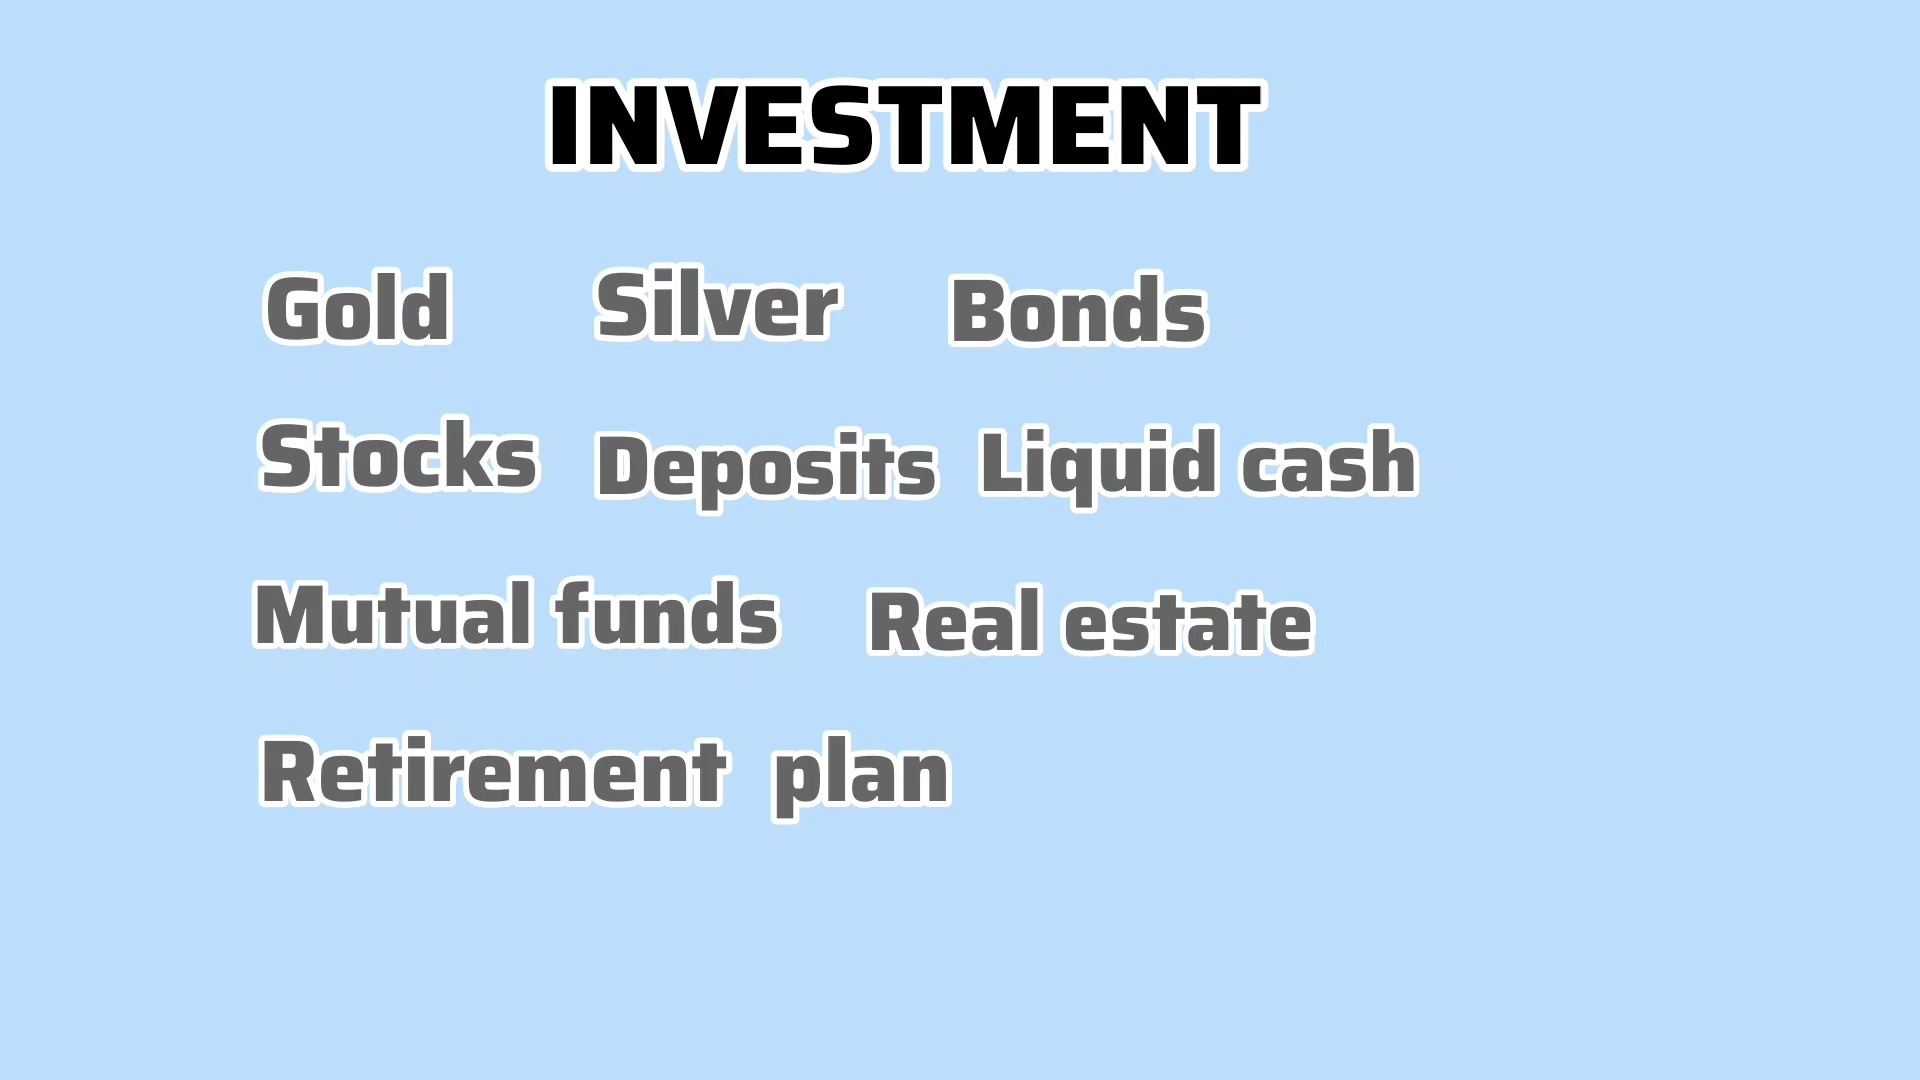 INVESTMENT
Gold Silver Bonds
Stocks Deposits Liquid cash
Mutual funds Real estate
Retirement plan